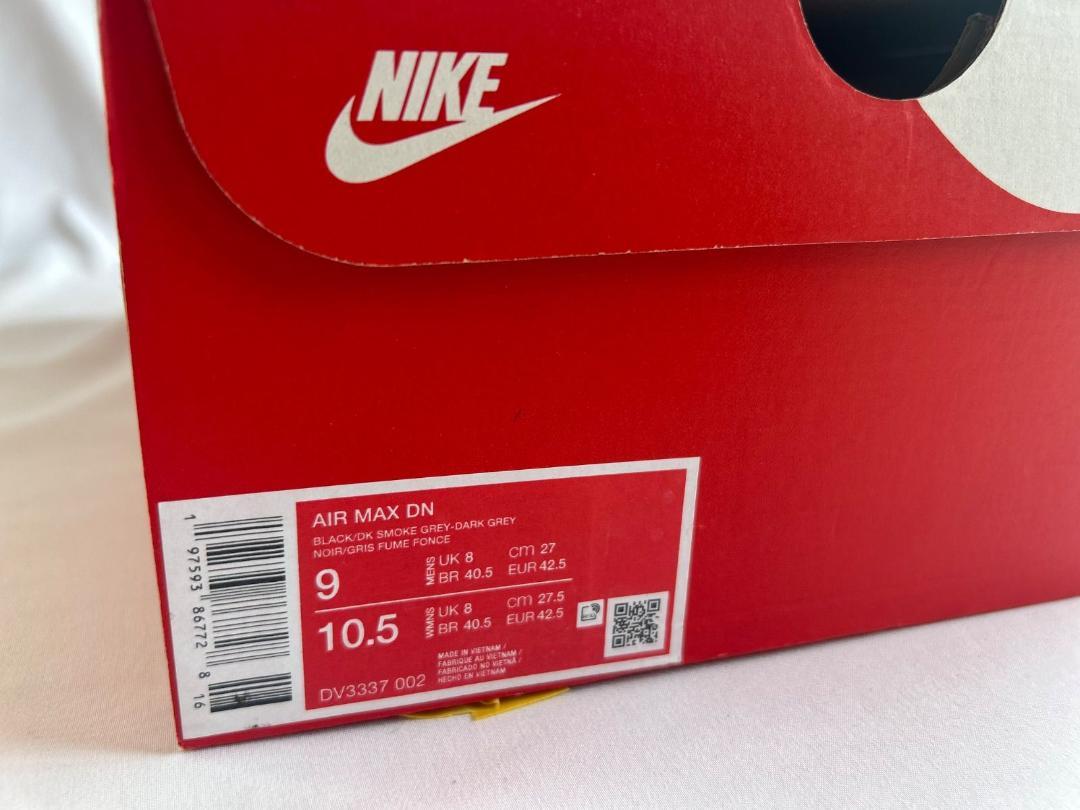 NIKE
AIR MAX DN
BLACK/DK SMOKE GREY-DARK GREY
NOIR/GRIS FUME FONCE
9
MENS
UK 8 cm 27
BR 40.5 EUR 42.5
10.5
WMNS
UK 8 cm 27.5
BR 40.5 EUR 42.5
DV3337 002
MADE IN VIETNAM /
FABRIQUE AU VIETNAM /
FABRICADO NO VIETNÃ /
HECHO EN VIETNAM
1 97593 86772 8 16